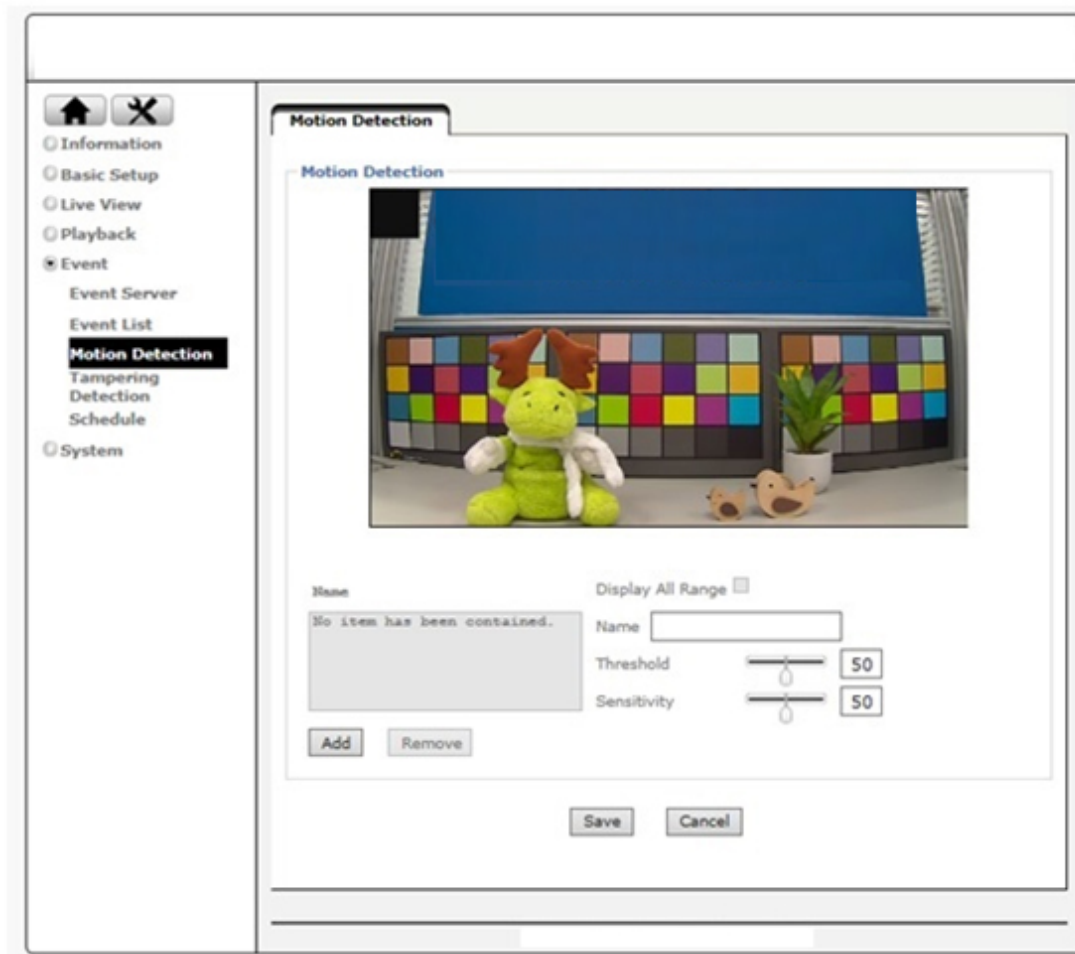 Information
Basic Setup
Live View
Playback
Event
Event Server
Event List
Motion Detection
Tampering
Detection
Schedule
System
Motion Detection
Motion Detection
Name
No item has been contained.
Add
Remove
Display All Range
Name
Threshold
50
Sensitivity
50
Save
Cancel